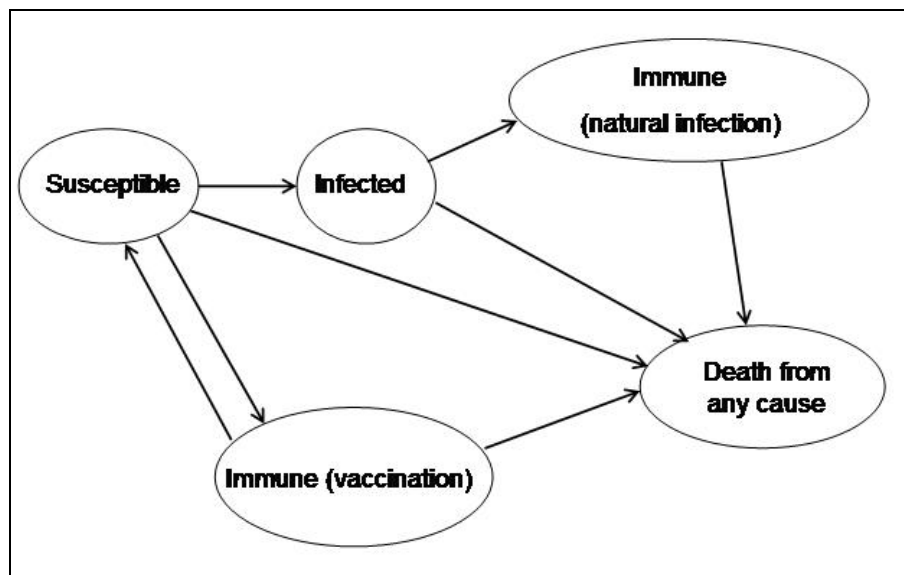 Immune
(natural infection)
Susceptible
Infected
Death from
any cause
Immune (vaccination)